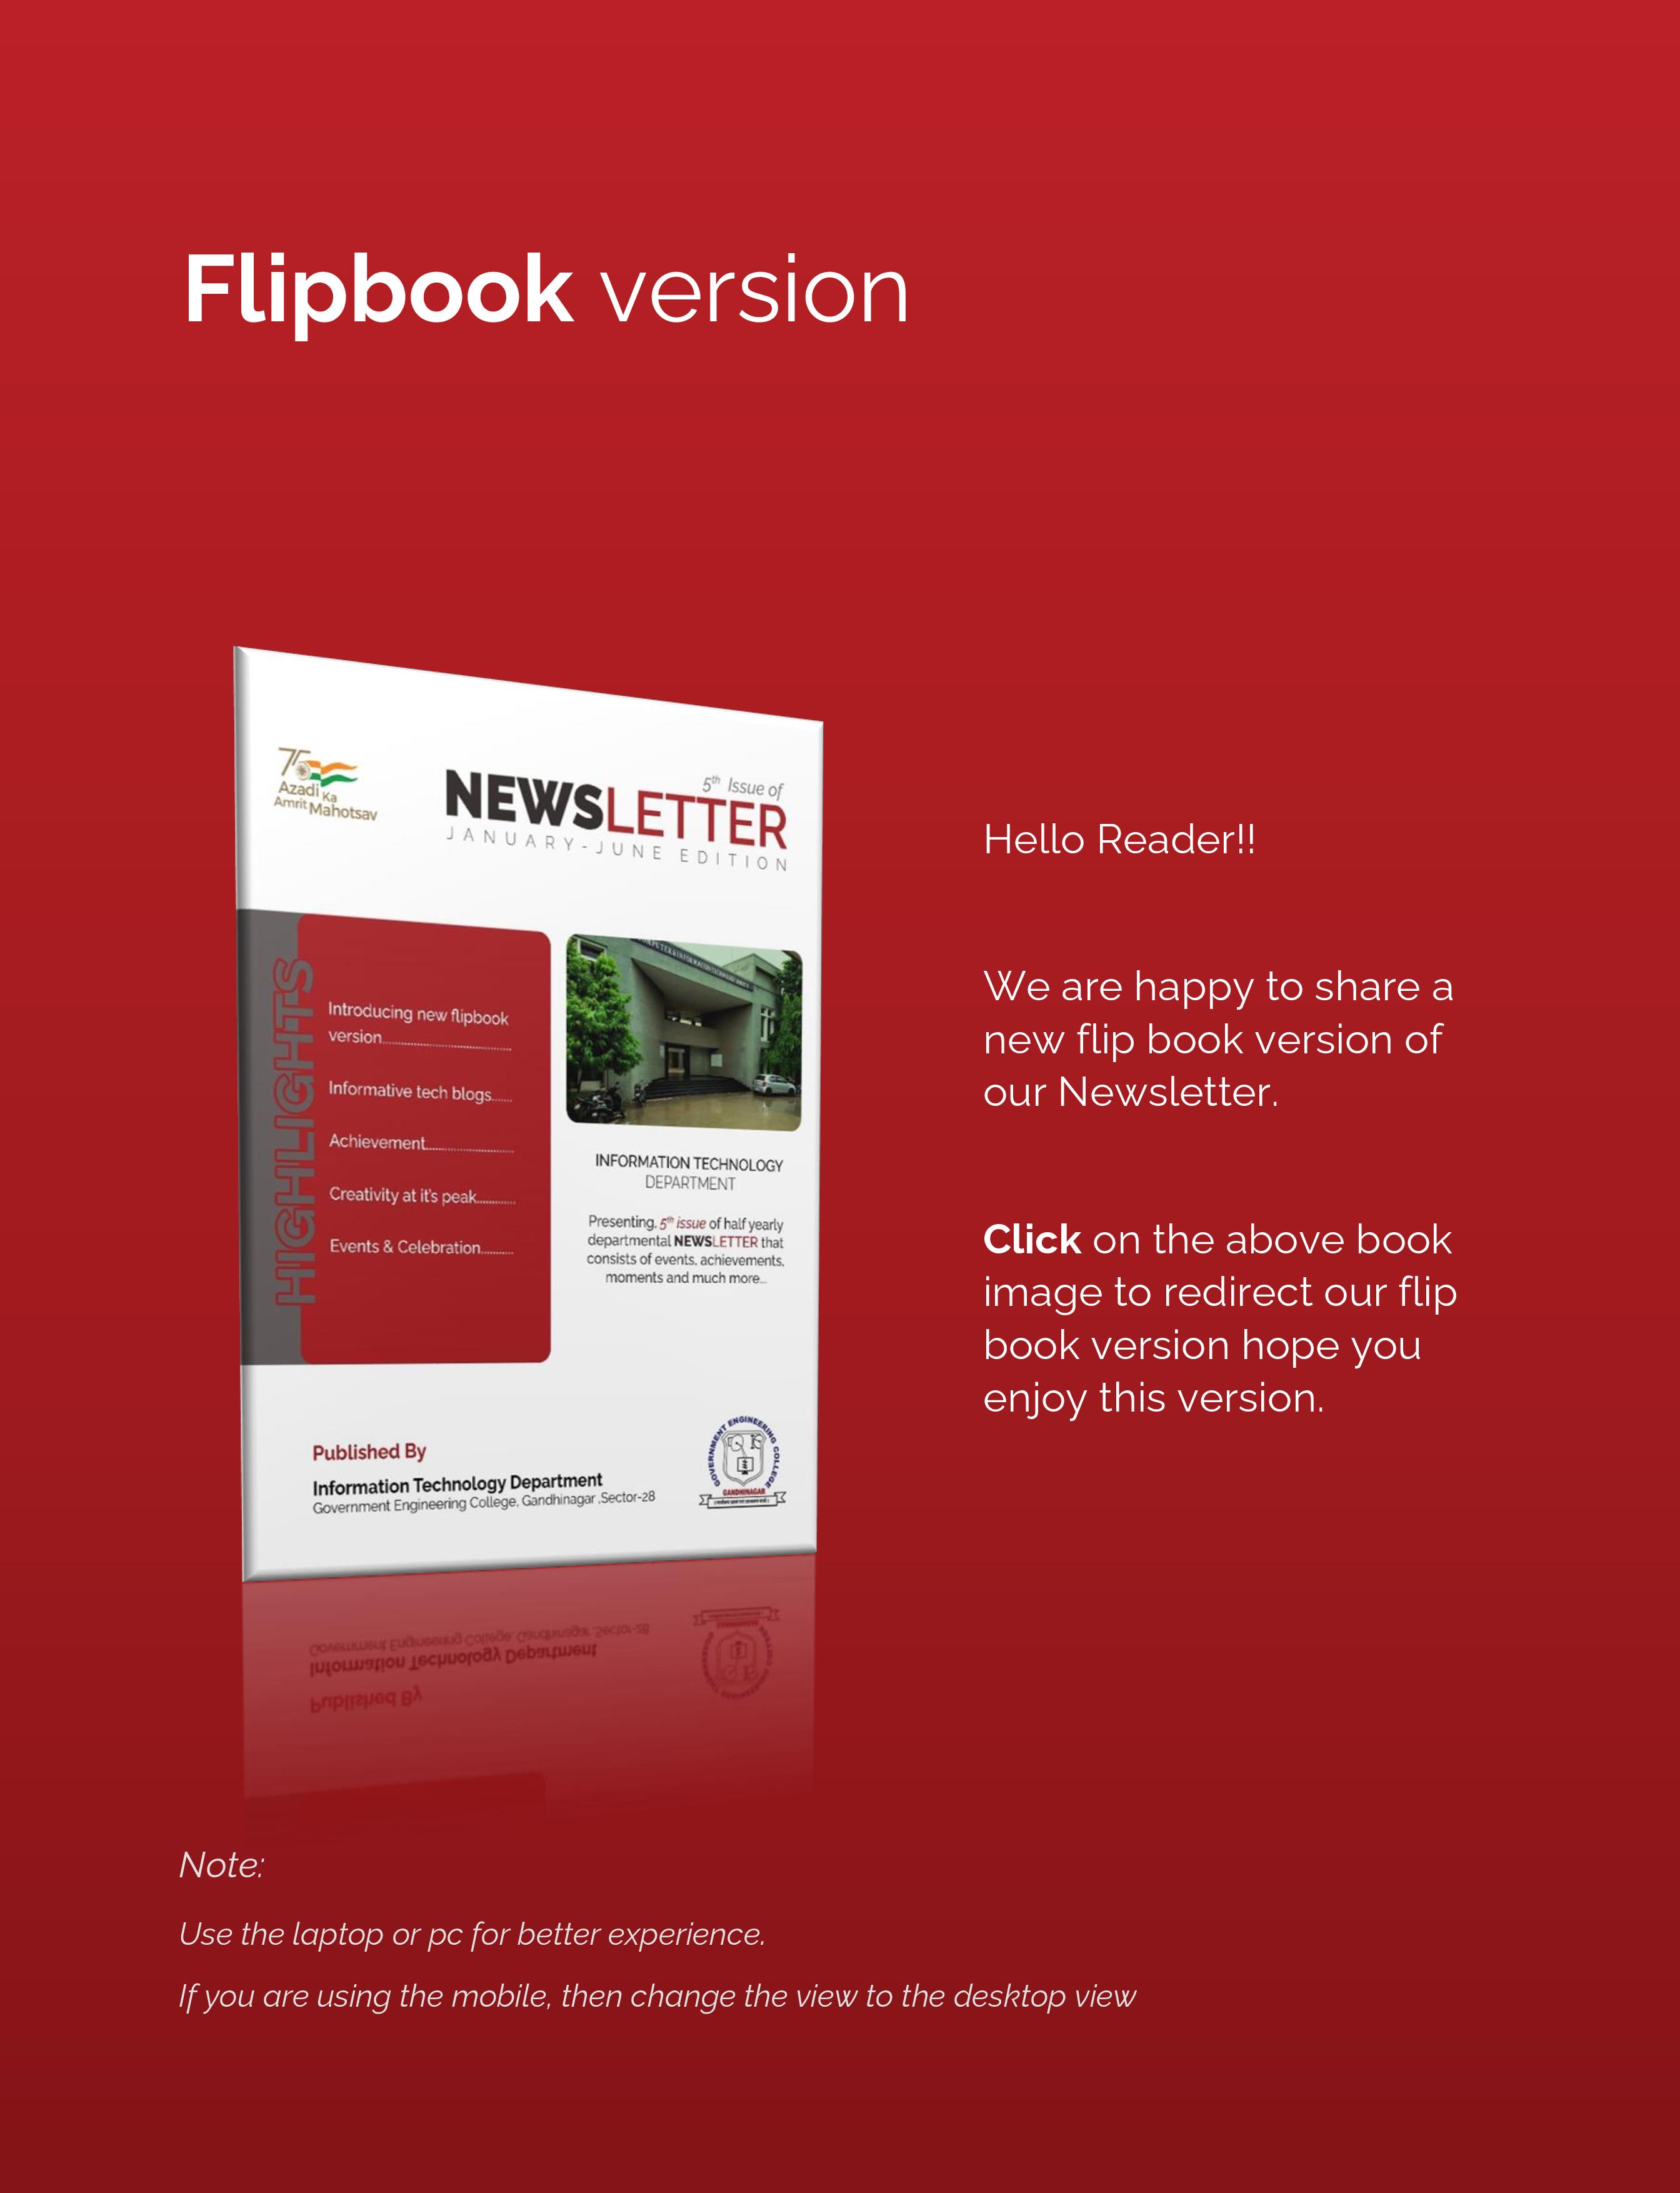 Flipbook version
75
Azadi Ka
Amrit Mahotsav
5th Issue of
NEWSLETTER
JANUARY-JUNE EDITION
HIGHLIGHTS
Introducing new flipbook
version
Informative tech blogs......
Achievement
Creativity at it's peak
Events & Celebration
INFORMATION TECHNOLOGY
DEPARTMENT
Presenting, 5th issue of half yearly
departmental NEWSLETTER that
consists of events, achievements,
moments and much more...
Published By
Information Technology Department
Government Engineering College, Gandhinagar ,Sector-28
GOVERNMENT ENGINEERING COLLEGE
GANDHINAGAR
Hello Reader!!
We are happy to share a
new flip book version of
our Newsletter.
Click on the above book
image to redirect our flip
book version hope you
enjoy this version.
Note:
Use the laptop or pc for better experience.
If you are using the mobile, then change the view to the desktop view